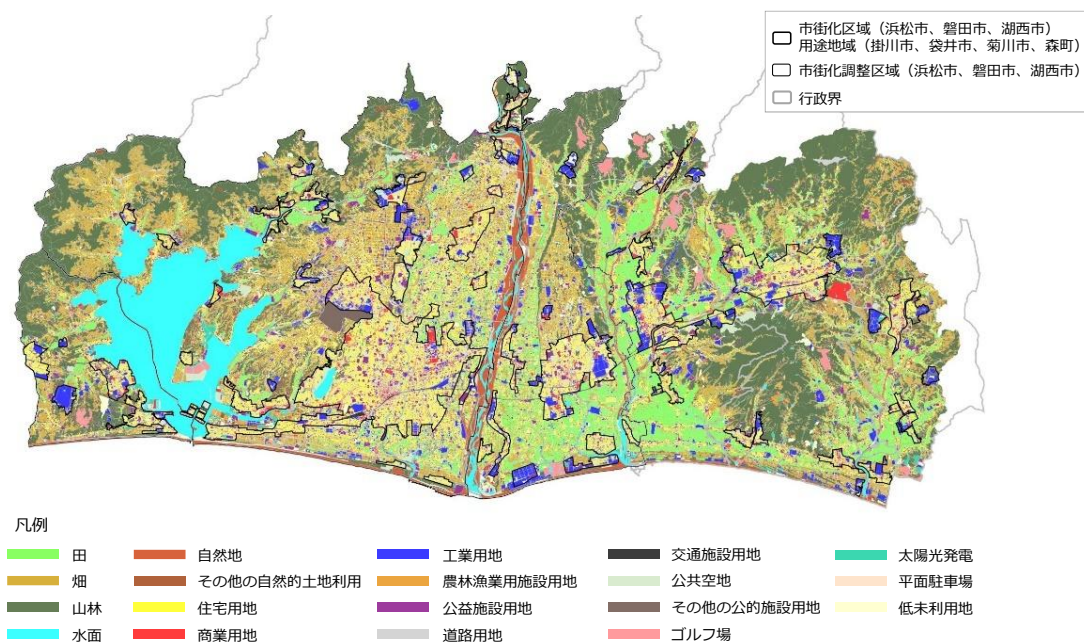 市街化区域（浜松市、磐田市、湖西市）
用途地域（掛川市、袋井市、菊川市、森町）
市街化調整区域（浜松市、磐田市、湖西市）
行政界
凡例
田 自然地 工業用地 交通施設用地 太陽光発電
畑 その他の自然的土地利用 農林漁業用施設用地 公共空地 平面駐車場
山林 住宅用地 公益施設用地 その他の公的施設用地 低未利用地
水面 商業用地 道路用地 ゴルフ場